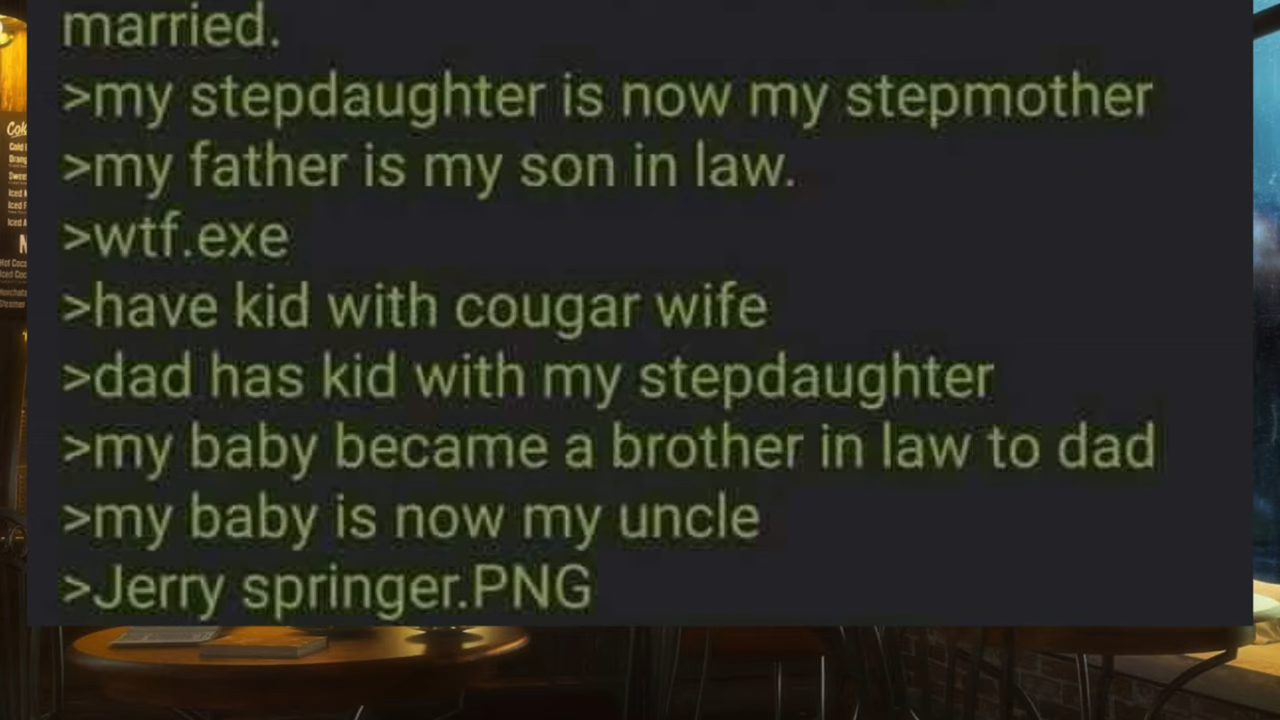 married.
>my stepdaughter is now my stepmother
>my father is my son in law.
>wtf.exe
>have kid with cougar wife
>dad has kid with my stepdaughter
>my baby became a brother in law to dad
>my baby is now my uncle
>Jerry springer.PNG